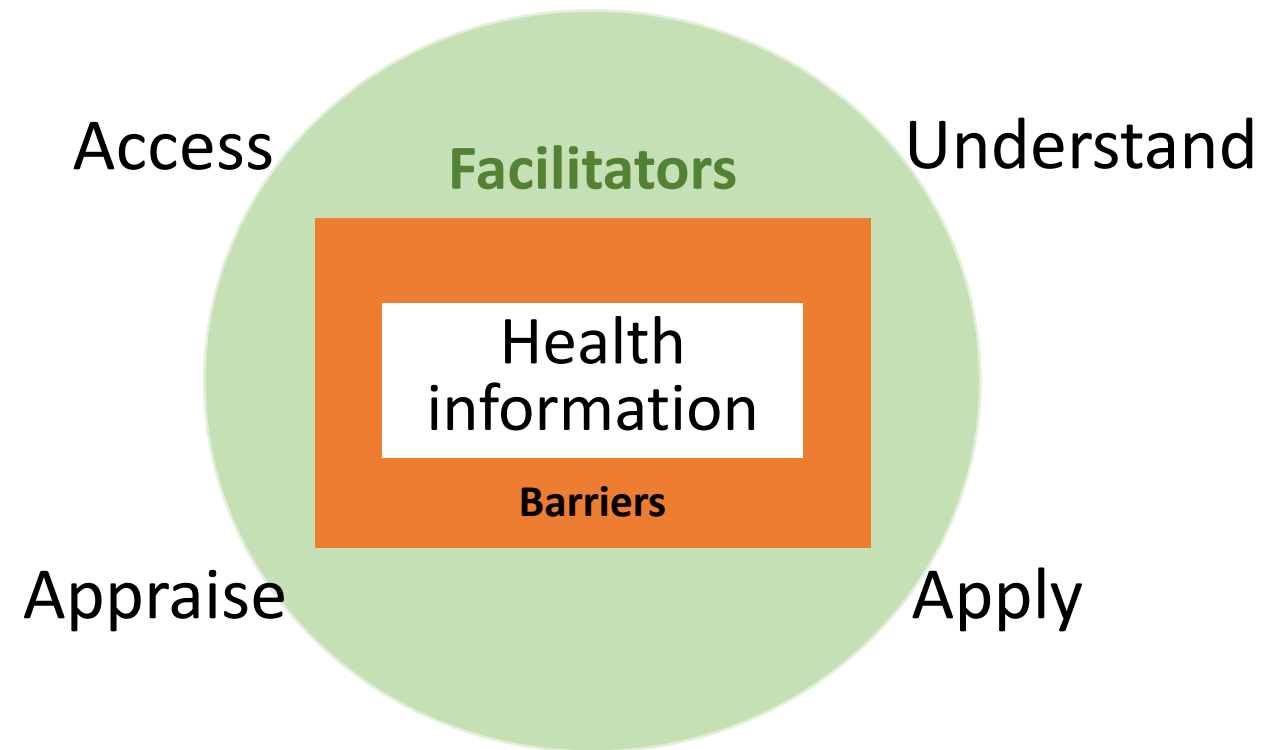 Access
Understand
Facilitators
Health
information
Barriers
Appraise
Apply